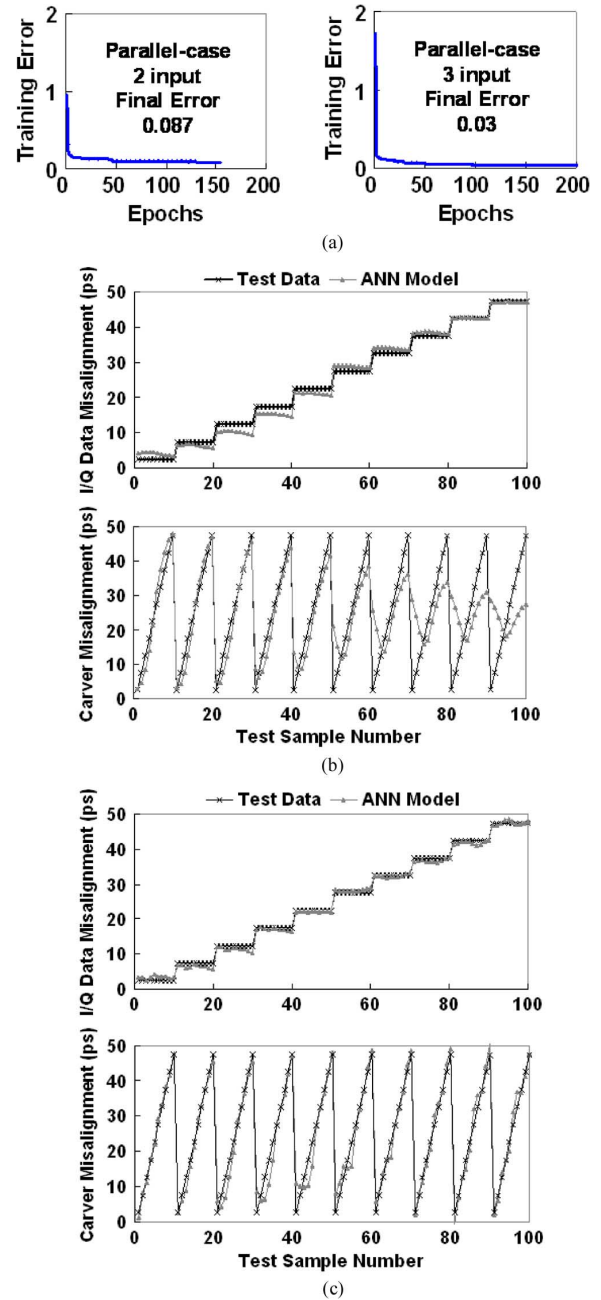 2
1
0
Training Error
Parallel-case
2 input
Final Error
0.087
0 50 100 150 200
Epochs
2
1
0
Training Error
Parallel-case
3 input
Final Error
0.03
0 50 100 150 200
Epochs
(a)
Test Data ANN Model
I/Q Data Misalignment (ps)
50
40
30
20
10
0
0 20 40 60 80 100
Carver Misalignment (ps)
50
40
30
20
10
0
0 20 40 60 80 100
Test Sample Number
(b)
Test Data ANN Model
I/Q Data Misalignment (ps)
50
40
30
20
10
0
0 20 40 60 80 100
Carver Misalignment (ps)
50
40
30
20
10
0
0 20 40 60 80 100
Test Sample Number
(c)